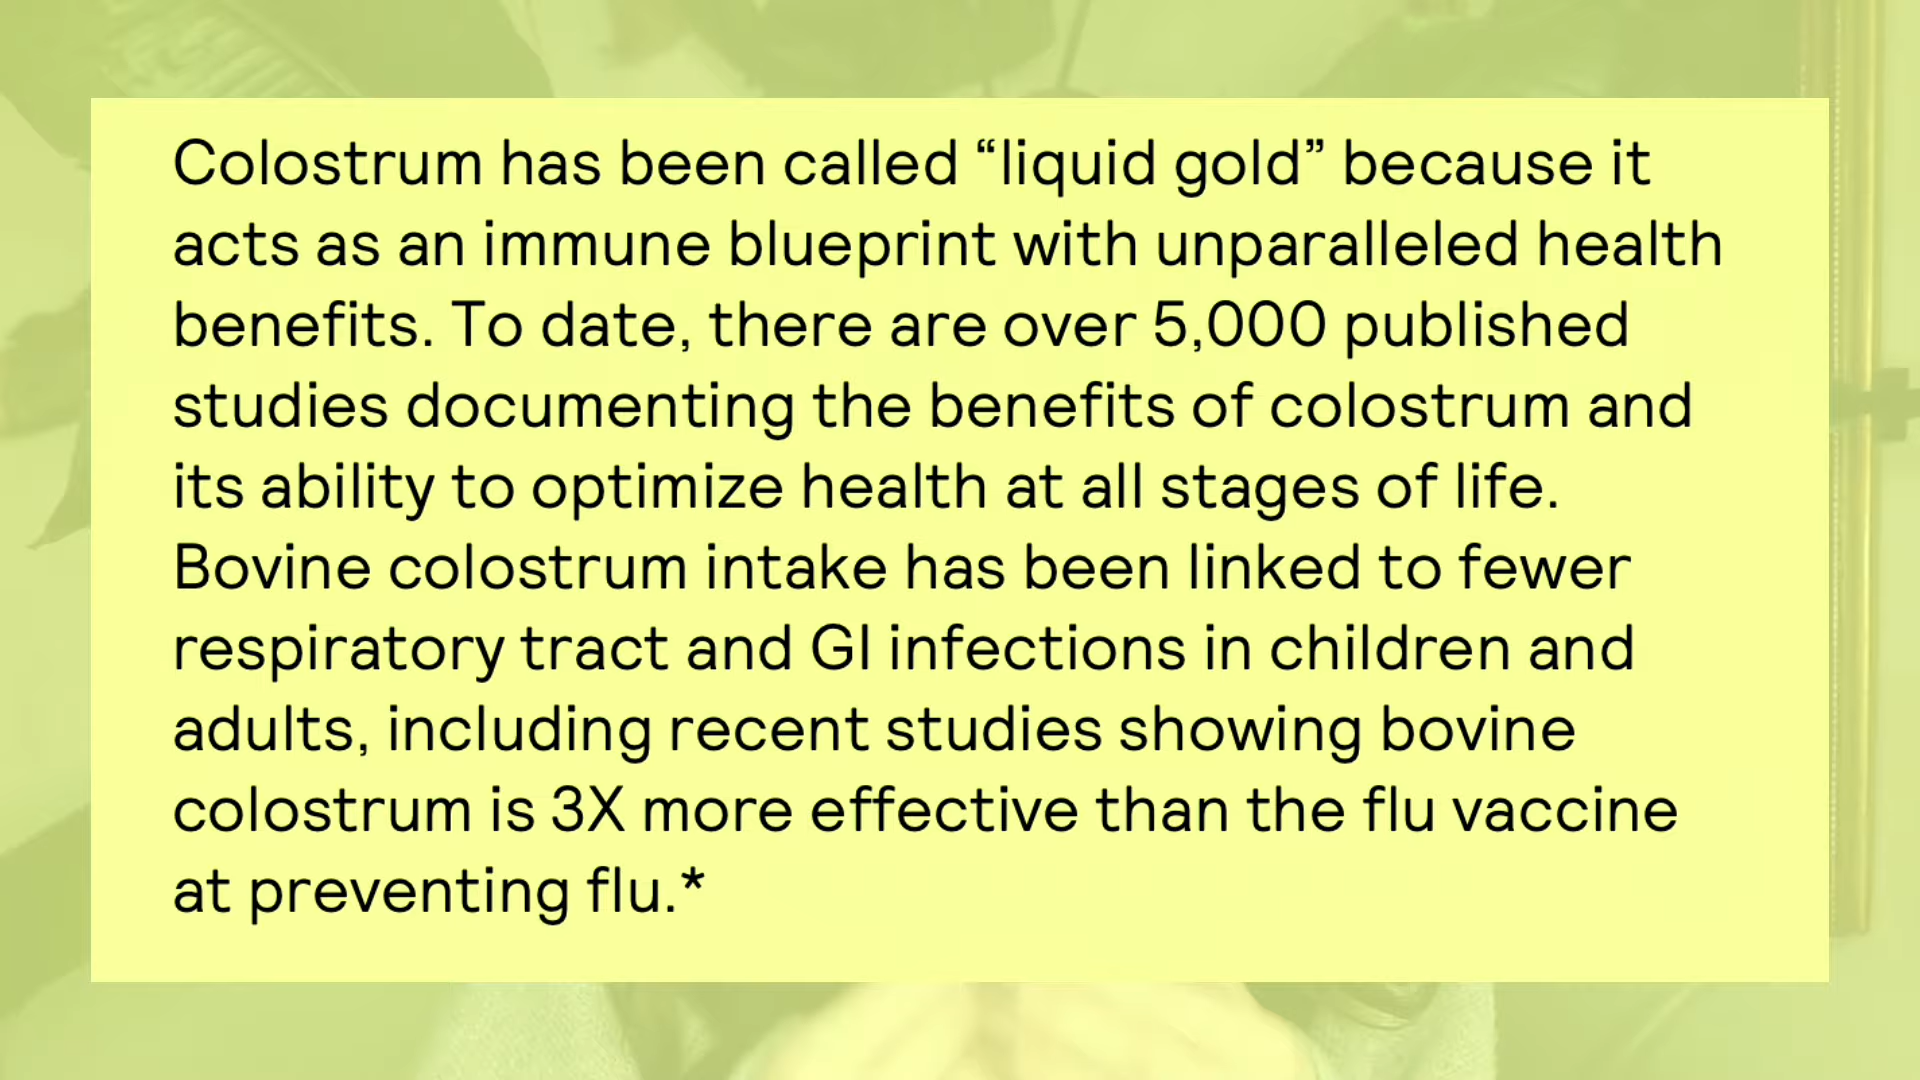 Colostrum has been called “liquid gold” because it
acts as an immune blueprint with unparalleled health
benefits. To date, there are over 5,000 published
studies documenting the benefits of colostrum and
its ability to optimize health at all stages of life.
Bovine colostrum intake has been linked to fewer
respiratory tract and GI infections in children and
adults, including recent studies showing bovine
colostrum is 3X more effective than the flu vaccine
at preventing flu.*